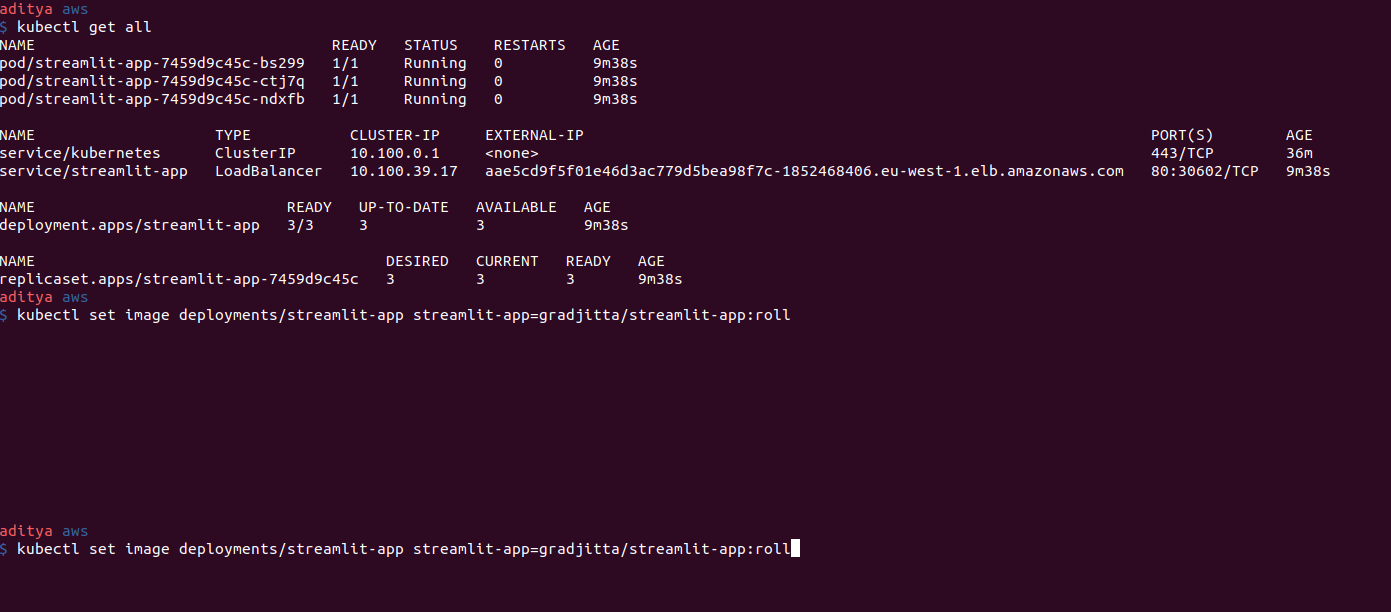 aditya aws
$ kubectl get all
NAME READY STATUS RESTARTS AGE
pod/streamlit-app-7459d9c45c-bs299 1/1 Running 0 9m38s
pod/streamlit-app-7459d9c45c-ctj7q 1/1 Running 0 9m38s
pod/streamlit-app-7459d9c45c-ndxfb 1/1 Running 0 9m38s
NAME TYPE CLUSTER-IP EXTERNAL-IP PORT(S) AGE
service/kubernetes ClusterIP 10.100.0.1 <none> 443/TCP 36m
service/streamlit-app LoadBalancer 10.100.39.17 aae5cd9f5f01e46d3ac779d5bea98f7c-1852468406.eu-west-1.elb.amazonaws.com 80:30602/TCP 9m38s
NAME READY UP-TO-DATE AVAILABLE AGE
deployment.apps/streamlit-app 3/3 3 3 9m38s
NAME DESIRED CURRENT READY AGE
replicaset.apps/streamlit-app-7459d9c45c 3 3 3 9m38s
aditya aws
$ kubectl set image deployments/streamlit-app streamlit-app=gradjitta/streamlit-app:roll
aditya aws
$ kubectl set image deployments/streamlit-app streamlit-app=gradjitta/streamlit-app:roll